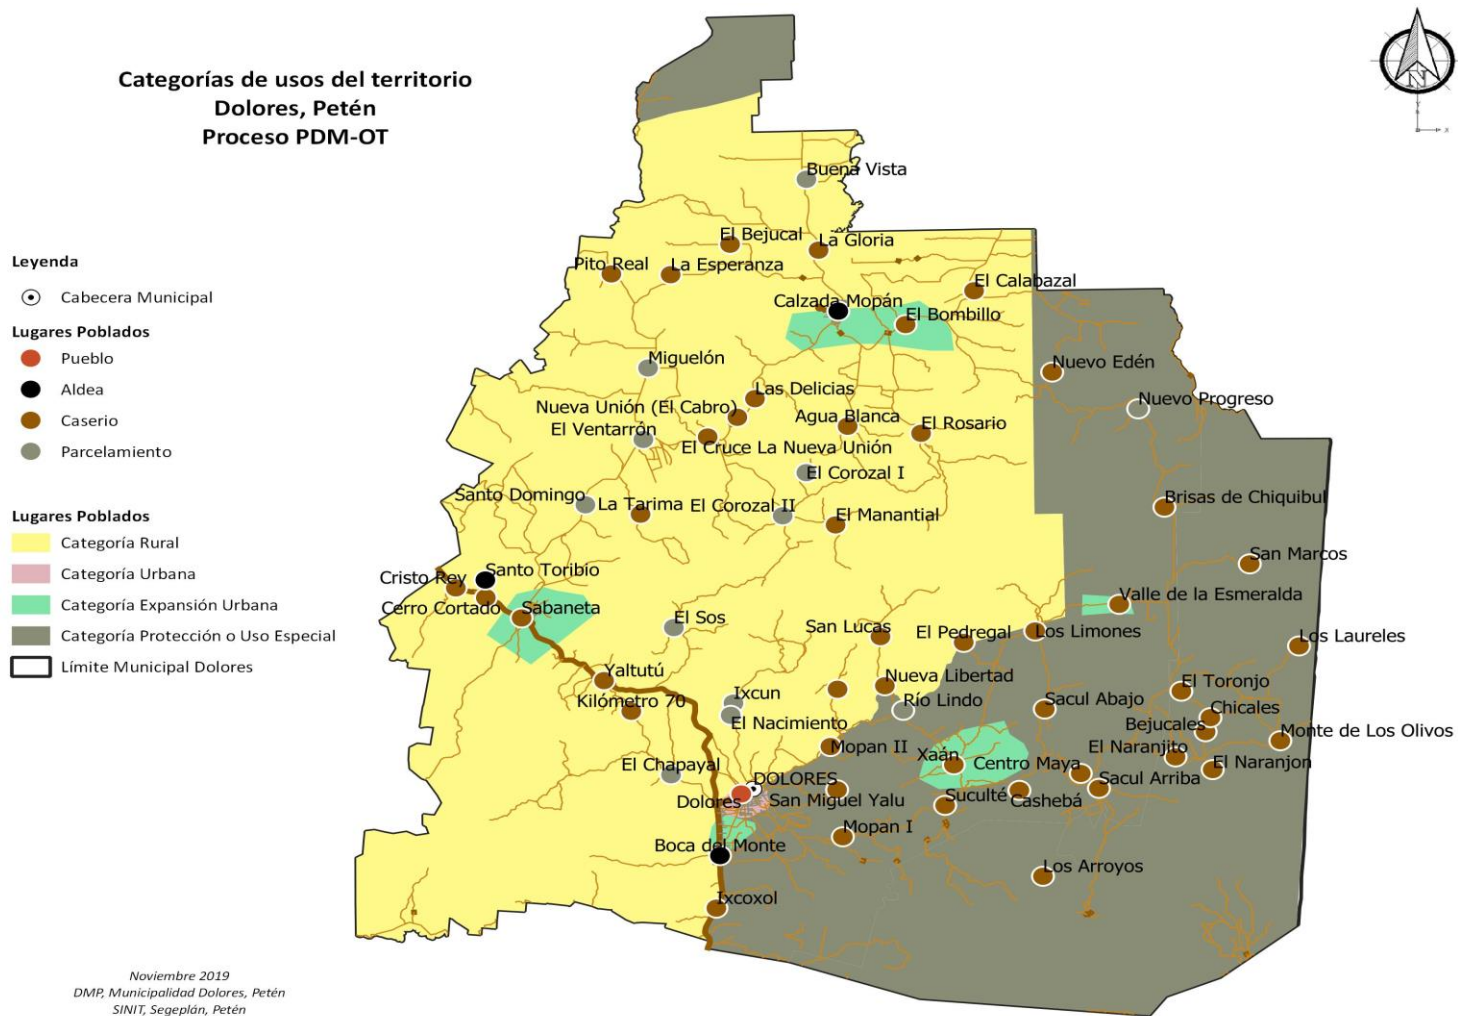 Categorías de usos del territorio
Dolores, Petén
Proceso PDM-OT
N
Y
X
Leyenda
Cabecera Municipal
Lugares Poblados
Pueblo
Aldea
Caserio
Parcelamiento
Lugares Poblados
Categoría Rural
Categoría Urbana
Categoría Expansión Urbana
Categoría Protección o Uso Especial
Límite Municipal Dolores
Buena Vista
El Bejucal
La Gloria
Pito Real
La Esperanza
El Calabazal
Calzada Mopán
El Bombillo
Miguelón
Nuevo Edén
Las Delicias
Nueva Unión (El Cabro)
Nuevo Progreso
Agua Blanca
El Rosario
El Ventarrón
El Cruce La Nueva Unión
El Corozal I
Santo Domingo
La Tarima
El Corozal II
El Manantial
Brisas de Chiquibul
San Marcos
Santo Toribio
Cristo Rey
Cerro Cortado
Sabaneta
Valle de la Esmeralda
El Sos
San Lucas
El Pedregal
Los Limones
Los Laureles
Yaltutú
Nueva Libertad
El Toronjo
Kilómetro 70
Ixcun
Río Lindo
Sacul Abajo
Chicales
El Nacimiento
Bejucales
Monte de Los Olivos
Mopan II
Xaán
El Naranjito
El Chapayal
Centro Maya
El Naranjon
DOLORES
Sacul Arriba
Dolores
San Miguel Yalu
Suculté
Cashebá
Mopan I
Boca del Monte
Los Arroyos
Ixcoxol
Noviembre 2019
DMP, Municipalidad Dolores, Petén
SINIT, Segeplán, Petén